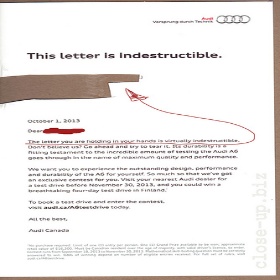 Audi
Vorsprung durch Technik
This letter is indestructible.
October 1, 2013
Dear
The letter you are holding in your hands is virtually indestructible.
Don't believe us? Go ahead and try to tear it. Its durability is a
fitting testament to the incredible amount of testing the Audi A6
goes through in the name of maximum quality and performance.
We want you to experience the outstanding design, performance
and durability of the A6 for yourself. So much so that we've got
an exclusive contest for you. Visit your nearest Audi dealer for
a test drive before November 30, 2013, and you could win a
breathtaking four-day test drive in Finland.
To book a test drive and enter the contest,
visit audi.ca/A6testdrive today.
All the best,
Audi Canada
close-up.biz